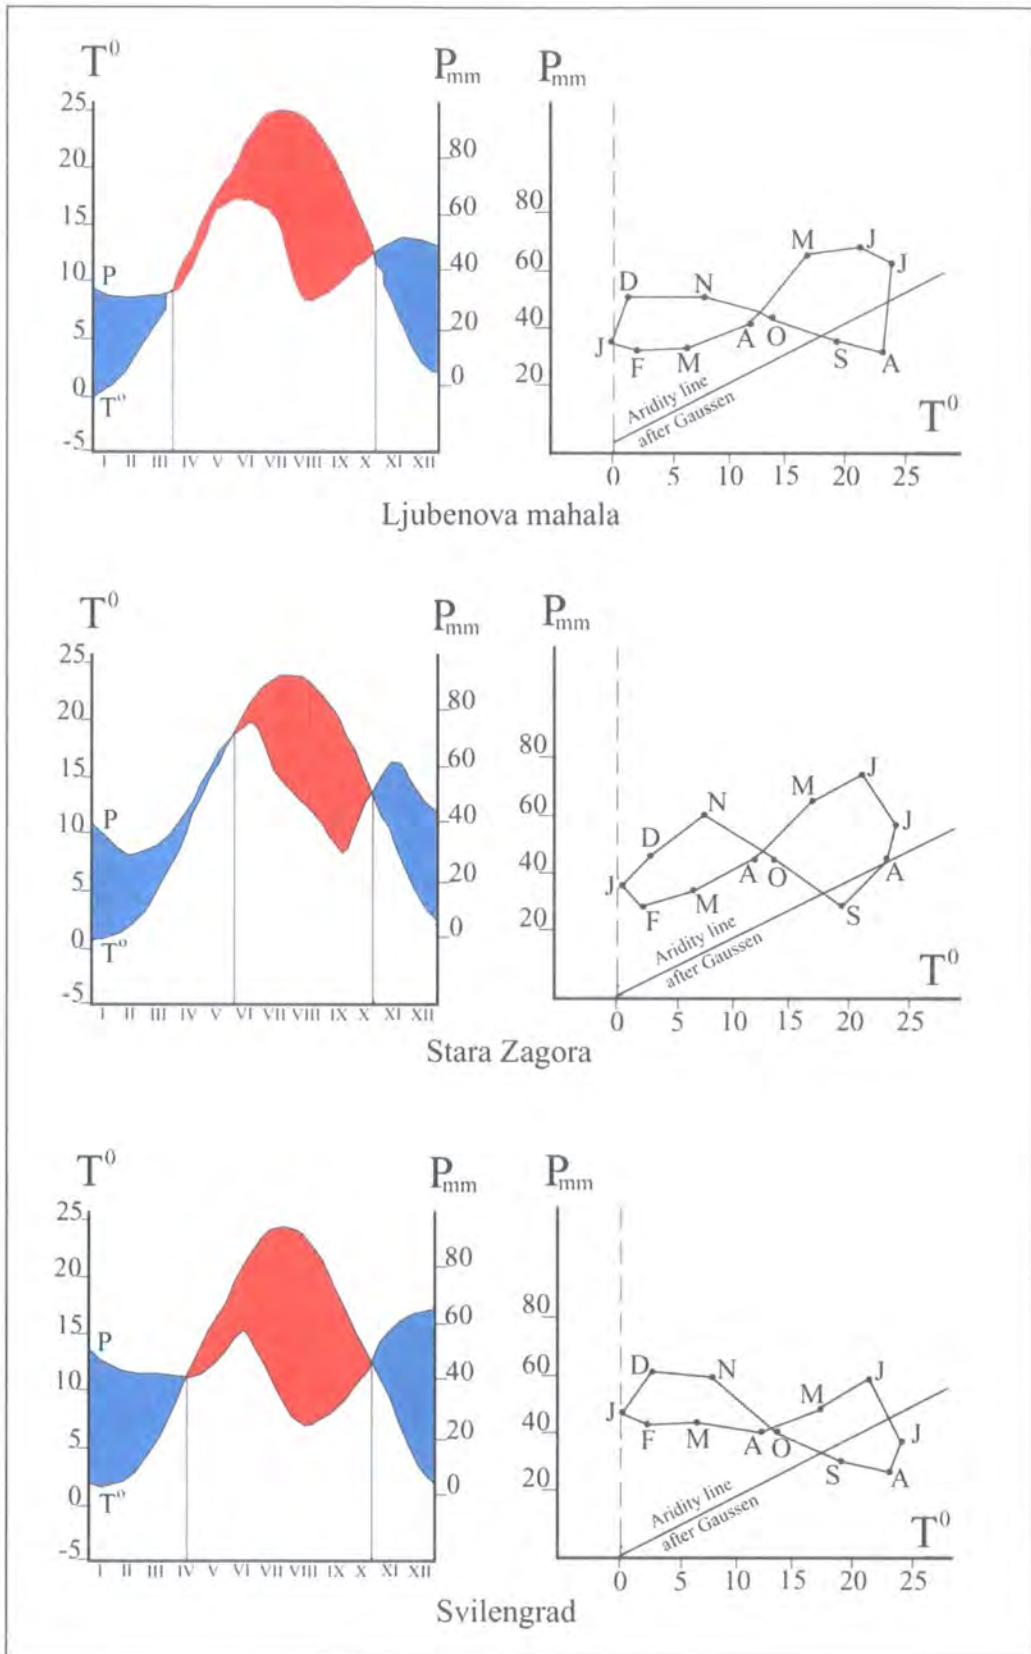 T⁰ P mm
25
20
15
10
5
0
-5
P
T⁰
80
60
40
20
0
I II III IV V VI VII VIII IX X XI XII
P mm
80
60
40
20
D N M J J
J F M A O S A
Aridity line
after Gaussen
T⁰
0 5 10 15 20 25
Ljubenova mahala
T⁰ P mm
25
20
15
10
5
0
-5
P
T⁰
80
60
40
20
0
I II III IV V VI VII VIII IX X XI XII
P mm
80
60
40
20
D N M J J
J F M A O S A
Aridity line
after Gaussen
T⁰
0 5 10 15 20 25
Stara Zagora
T⁰ P mm
25
20
15
10
5
0
-5
P
T⁰
80
60
40
20
0
I II III IV V VI VII VIII IX X XI XII
P mm
80
60
40
20
D N M J J
J F M A O S A
Aridity line
after Gaussen
T⁰
0 5 10 15 20 25
Svilengrad